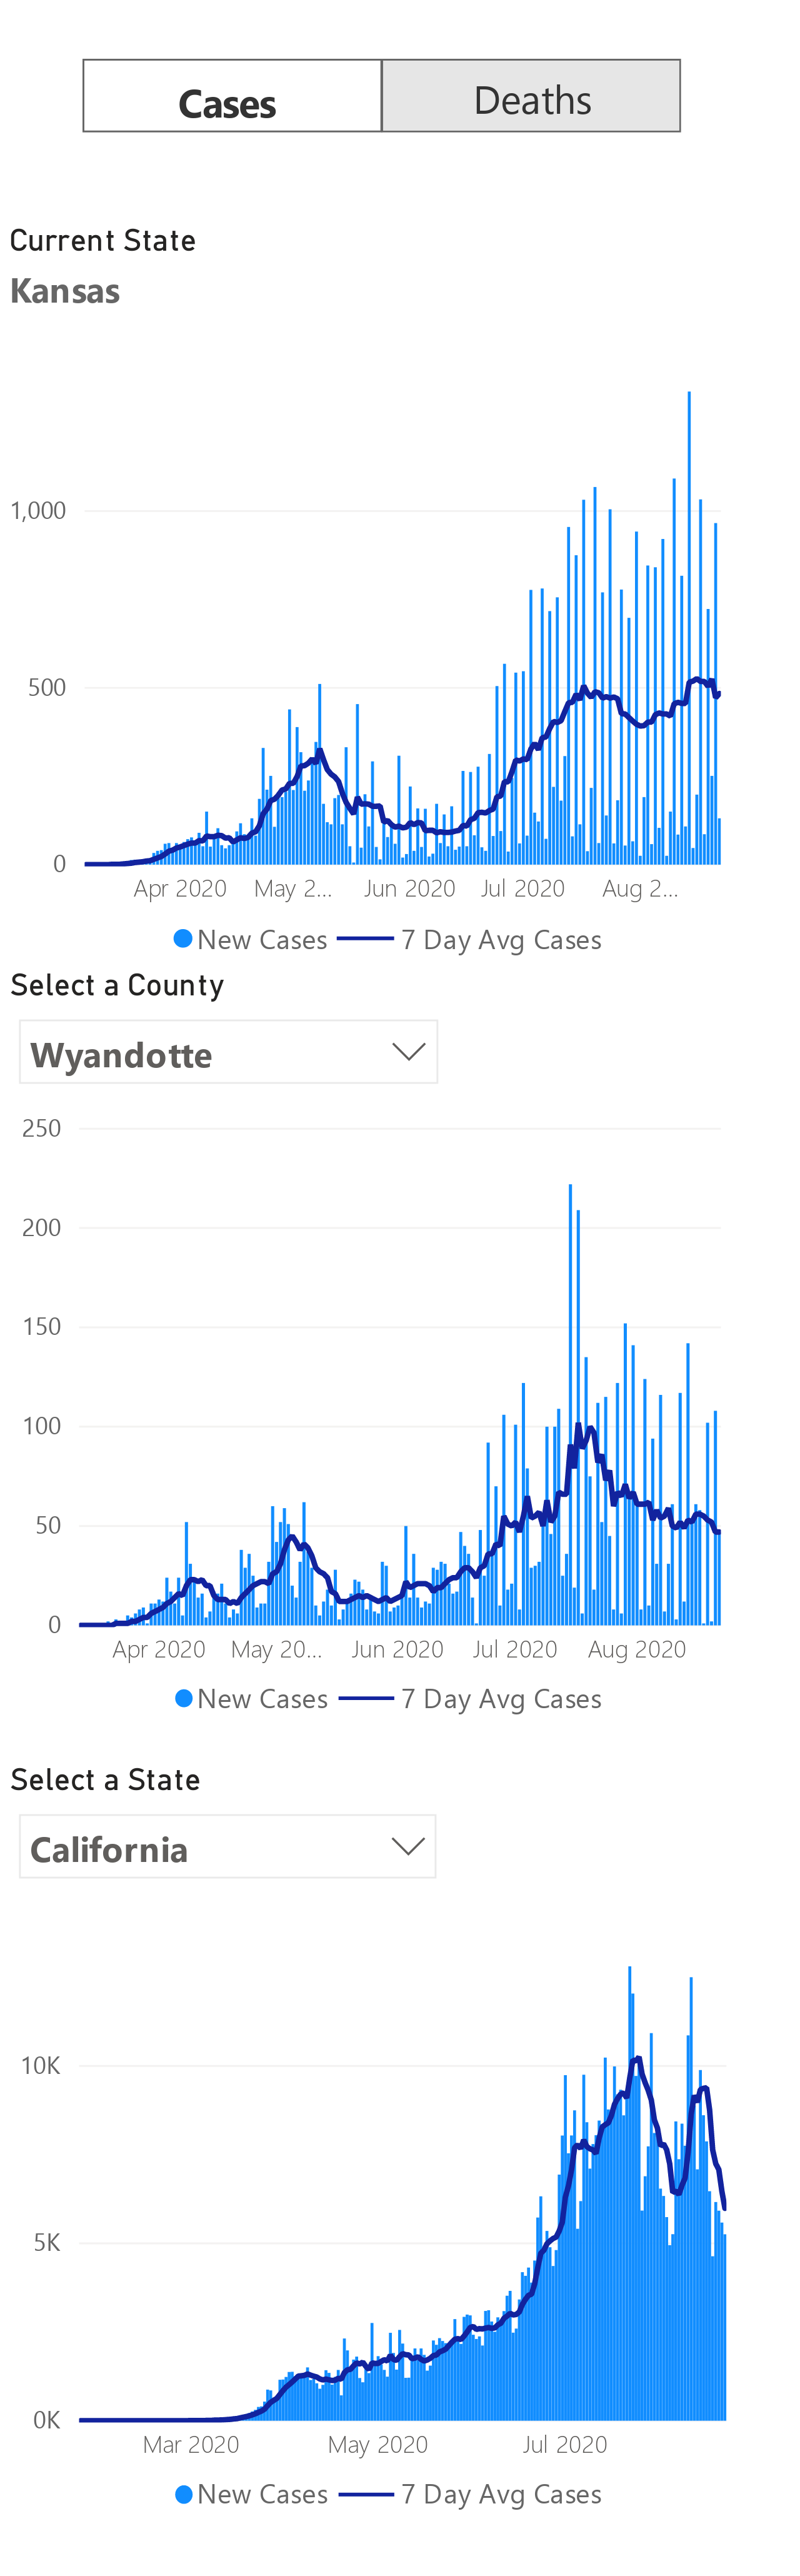 Cases Deaths
Current State
Kansas
1,000
500
0
Apr 2020 May 2... Jun 2020 Jul 2020 Aug 2...
New Cases 7 Day Avg Cases
Select a County
Wyandotte
250
200
150
100
50
0
Apr 2020 May 20... Jun 2020 Jul 2020 Aug 2020
New Cases 7 Day Avg Cases
Select a State
California
10K
5K
0K
Mar 2020 May 2020 Jul 2020
New Cases 7 Day Avg Cases